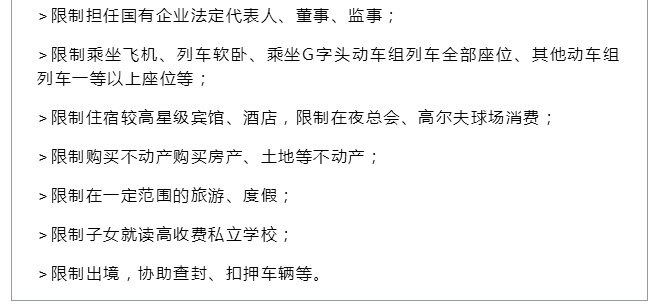 >限制担任国有企业法定代表人、董事、监事；
>限制乘坐飞机、列车软卧、乘坐G字头动车组列车全部座位、其他动车组
列车一等以上座位等；
>限制住宿较高星级宾馆、酒店，限制在夜总会、高尔夫球场消费；
>限制购买不动产购买房产、土地等不动产；
>限制在一定范围的旅游、度假；
>限制子女就读高收费私立学校；
>限制出境，协助查封、扣押车辆等。